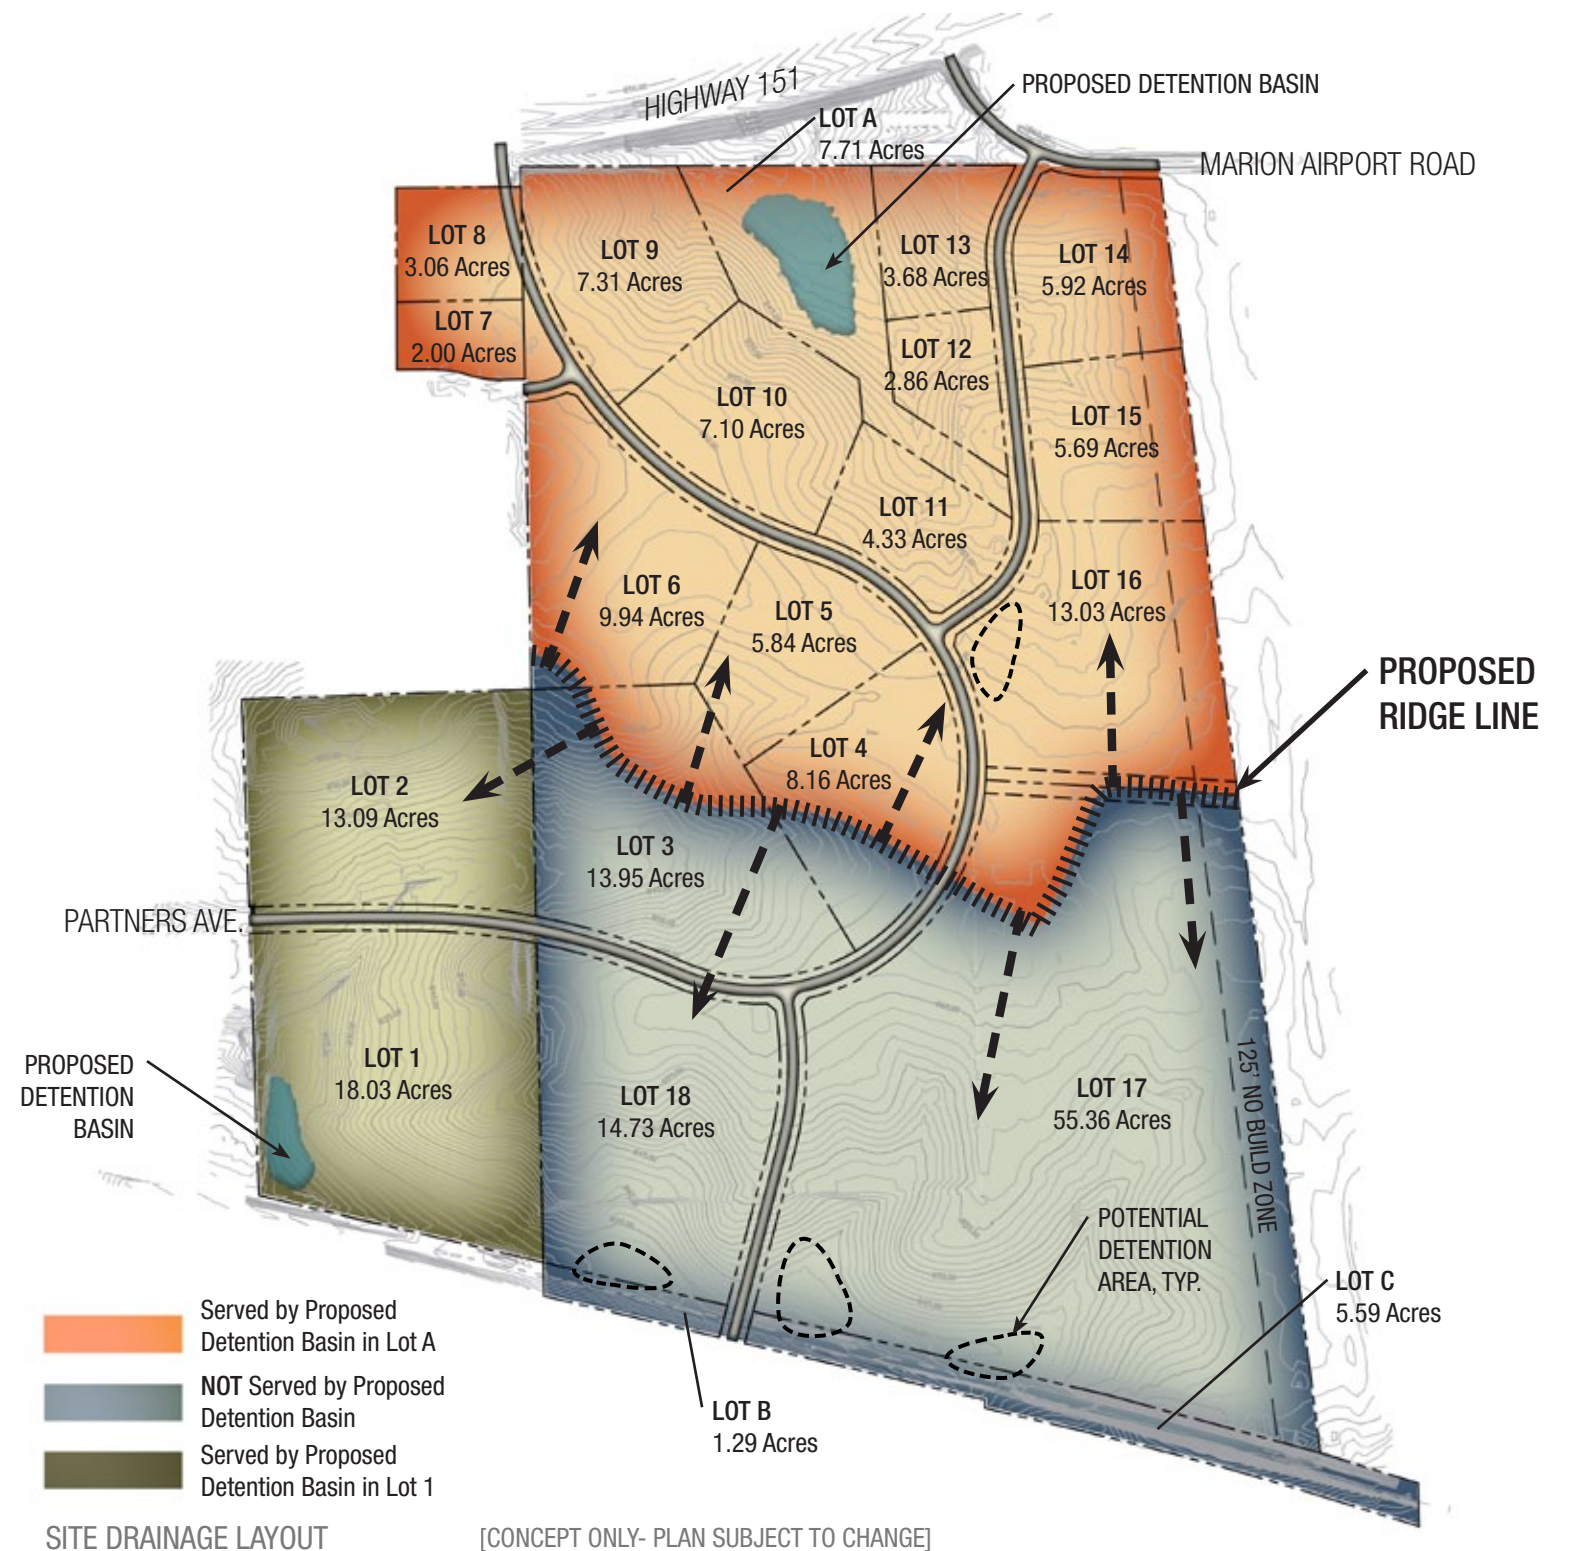 HIGHWAY 151
PROPOSED DETENTION BASIN
LOT A
7.71 Acres
MARION AIRPORT ROAD
LOT 8
3.06 Acres
LOT 9
7.31 Acres
LOT 13
3.68 Acres
LOT 14
5.92 Acres
LOT 7
2.00 Acres
LOT 12
2.86 Acres
LOT 10
7.10 Acres
LOT 15
5.69 Acres
LOT 11
4.33 Acres
LOT 6
9.94 Acres
LOT 5
5.84 Acres
LOT 16
13.03 Acres
PROPOSED
RIDGE LINE
LOT 4
8.16 Acres
LOT 2
13.09 Acres
LOT 3
13.95 Acres
PARTNERS AVE.
LOT 1
18.03 Acres
PROPOSED
DETENTION
BASIN
LOT 18
14.73 Acres
LOT 17
55.36 Acres
125' NO BUILD ZONE
POTENTIAL
DETENTION
AREA, TYP.
LOT C
5.59 Acres
LOT B
1.29 Acres
Served by Proposed
Detention Basin in Lot A
NOT Served by Proposed
Detention Basin
Served by Proposed
Detention Basin in Lot 1
SITE DRAINAGE LAYOUT
[CONCEPT ONLY- PLAN SUBJECT TO CHANGE]